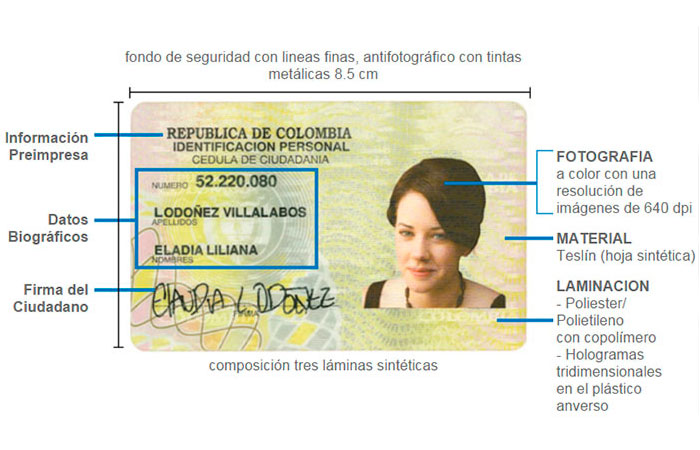 fondo de seguridad con lineas finas, antifotográfico con tintas
metálicas 8.5 cm
Información
Preimpresa
REPUBLICA DE COLOMBIA
IDENTIFICACION PERSONAL
CEDULA DE CIUDADANIA
NUMERO 52.220.080
LODOÑEZ VILLALABOS
APELLIDOS
ELADIA LILIANA
NOMBRES
Datos
Biográficos
Firma del
Ciudadano
CLAUDIA / ORDOÑEZ
FIRMA
FOTOGRAFIA
a color con una
resolución de
imágenes de 640 dpi
MATERIAL
Teslín (hoja sintética)
LAMINACION
- Poliester/
Polietileno
con copolímero
- Hologramas
tridimensionales
en el plástico
anverso
composición tres láminas sintéticas